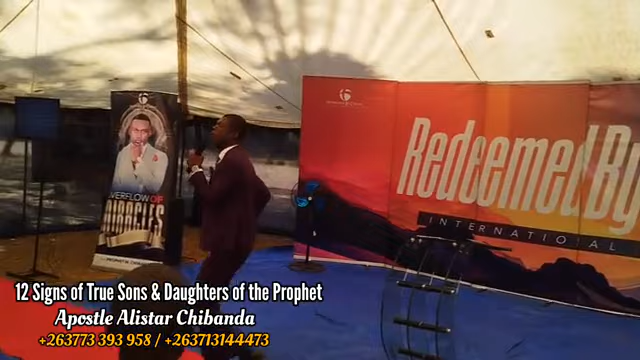 OVERFLOW OF
MIRACLES
Redeemed By
INTERNATIONAL
12 Signs of True Sons & Daughters of the Prophet
Apostle Alistar Chibanda
+263773 393 958 / +263713144473